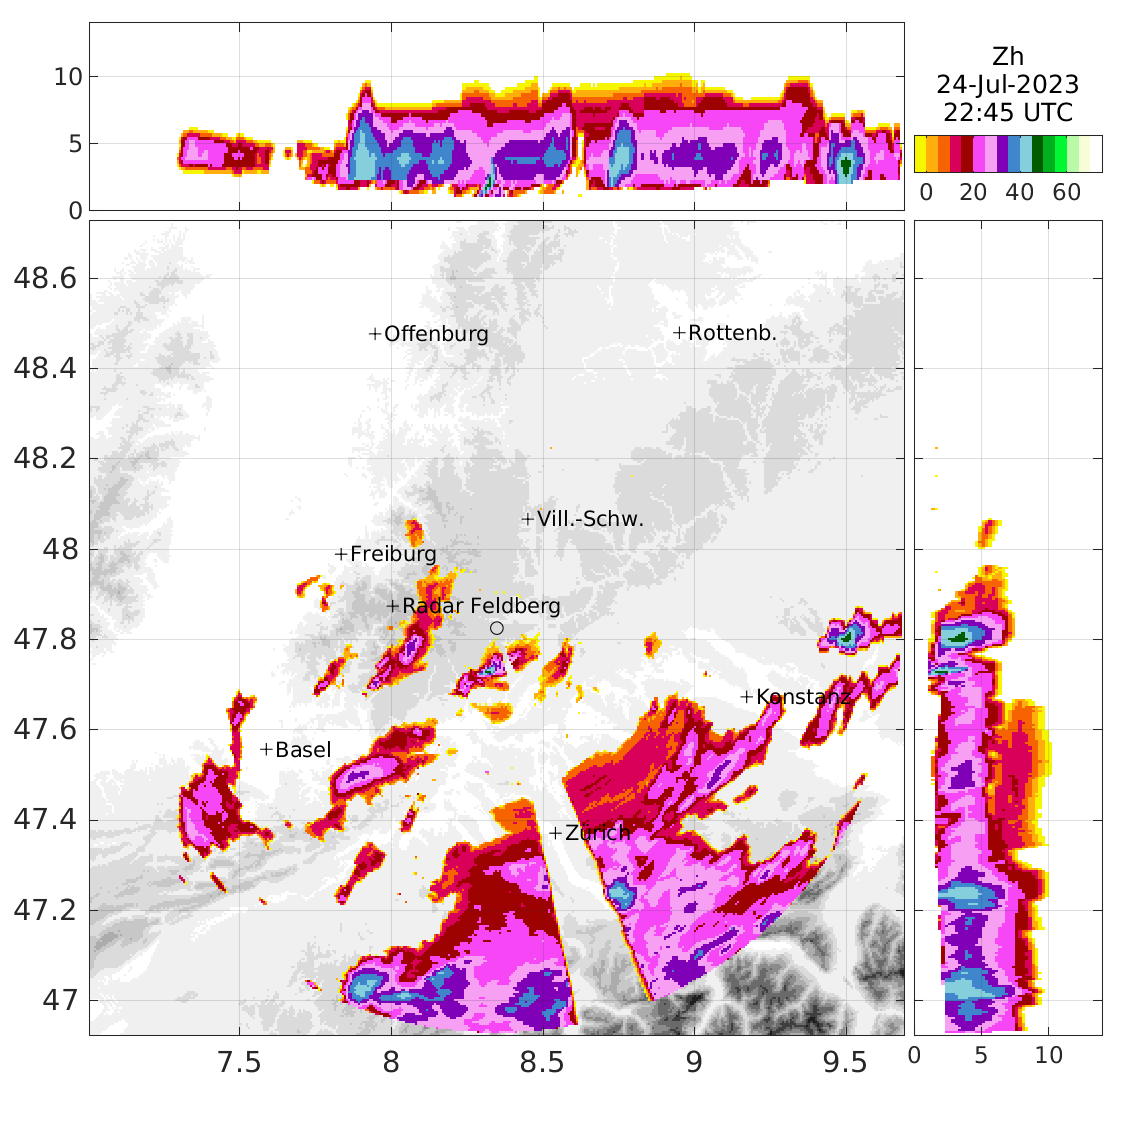 Zh
24-Jul-2023
22:45 UTC
10
5
0
0 20 40 60
48.6
48.4
48.2
48
47.8
47.6
47.4
47.2
47
+Offenburg
+Rottenb.
+Vill.-Schw.
+Freiburg
+Radar Feldberg
+Konstanz
+Basel
+Zürich
7.5 8 8.5 9 9.5
0 5 10